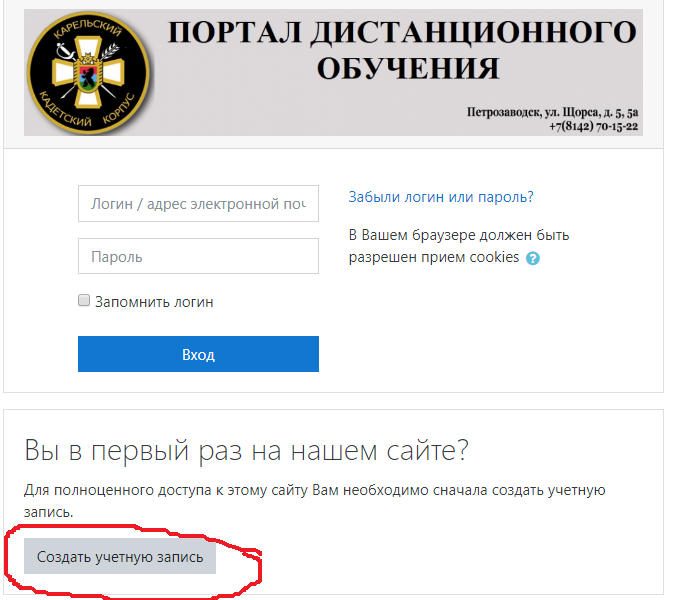 КАРЕЛЬСКИЙ
КАДЕТСКИЙ КОРПУС
ПОРТАЛ ДИСТАНЦИОННОГО
ОБУЧЕНИЯ
Петрозаводск, ул. Щорса, д. 5, 5а
+7(8142) 70-15-22
Логин / адрес электронной поч
Забыли логин или пароль?
Пароль
В Вашем браузере должен быть
разрешен прием cookies ?
Запомнить логин
Вход
Вы в первый раз на нашем сайте?
Для полноценного доступа к этому сайту Вам необходимо сначала создать учетную
запись.
Создать учетную запись